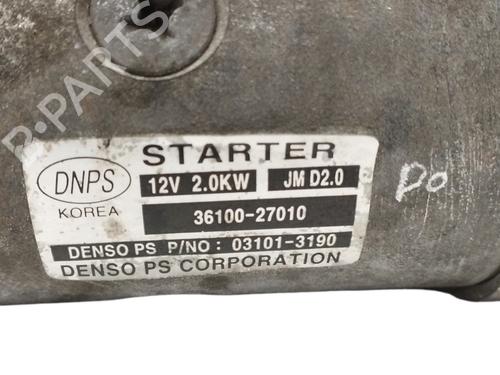 B-PARTS
STARTER
DNPS
12V 2.0KW JM D2.0
KOREA
36100-27010
DENSO PS P/NO : 03101-3190
DENSO PS CORPORATION